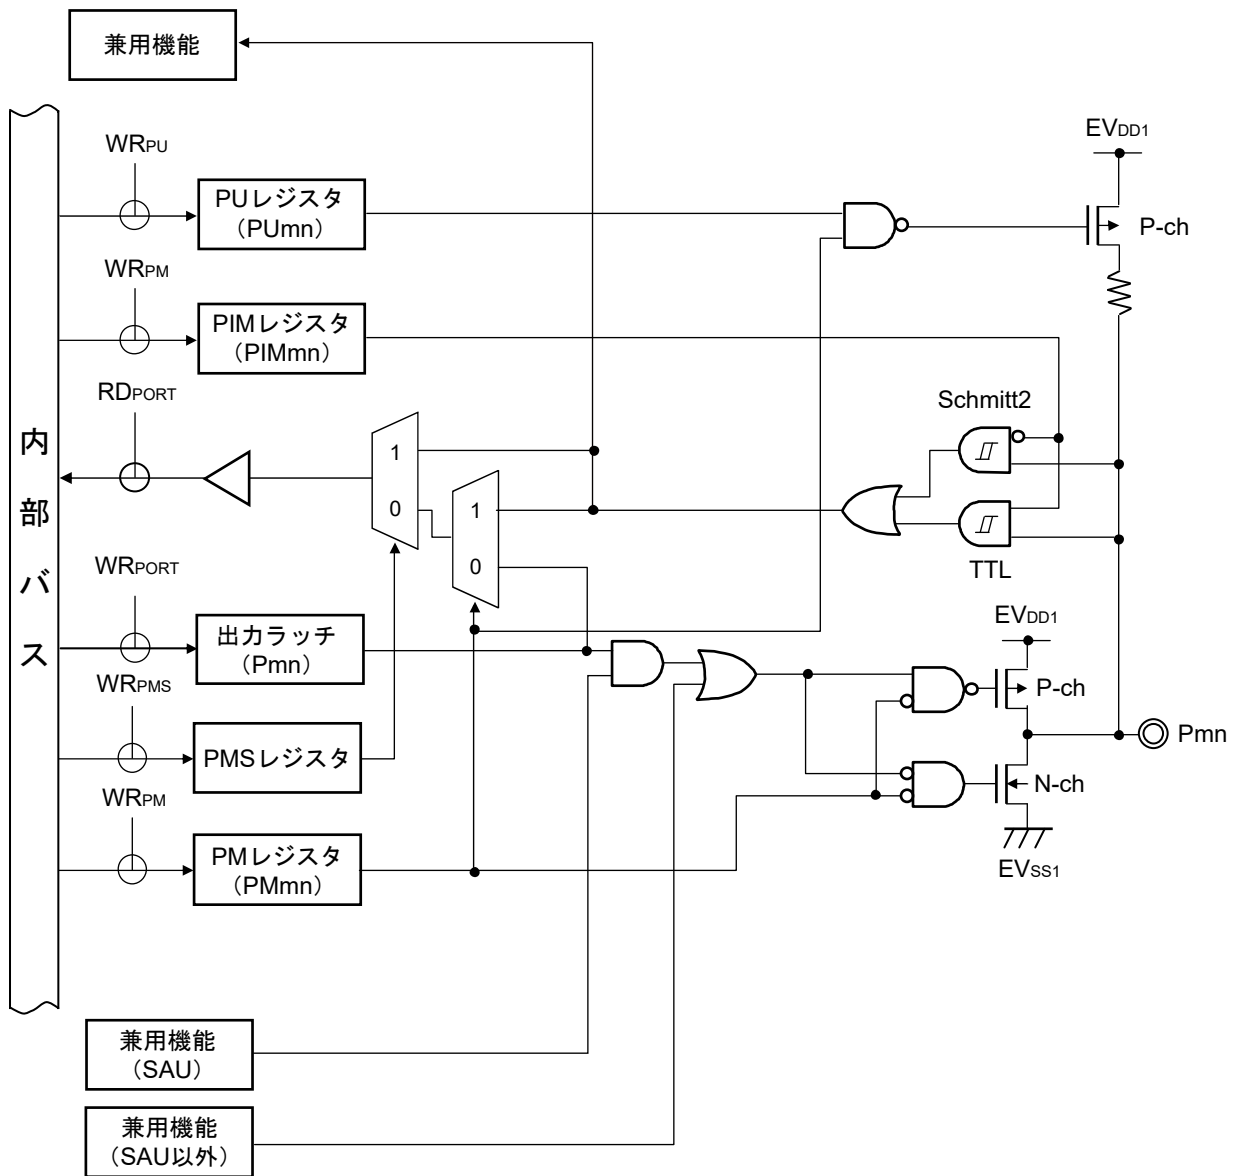 兼用機能
WRPU
EVDD1
PUレジスタ
（PUmn）
P-ch
WRPM
PIMレジスタ
（PIMmn）
RDPORT
Schmitt2
内部バス
1
0
1
0
TTL
WRPORT
EVDD1
出力ラッチ
（Pmn）
P-ch
WRPMS
Pmn
PMSレジスタ
N-ch
WRPM
PMレジスタ
（PMmn）
EVSS1
兼用機能
（SAU）
兼用機能
（SAU以外）